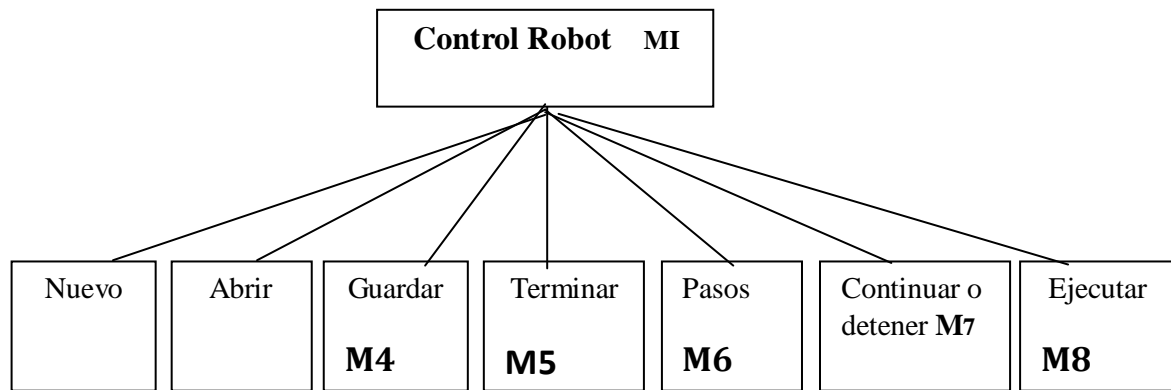 Control Robot MI
Nuevo
Abrir
Guardar
M4
Terminar
M5
Pasos
M6
Continuar o
detener M7
Ejecutar
M8